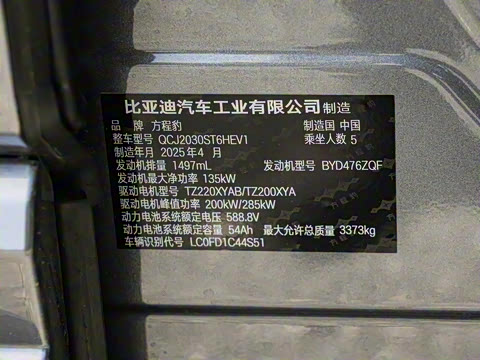 比亚迪汽车工业有限公司 制造
品 牌 方程豹 制造国 中国
整车型号 QCJ2030ST6HEV1 乘坐人数 5
制造年月 2025年4月
发动机排量 1497mL 发动机型号 BYD476ZQF
发动机最大净功率 135kW
驱动电机型号 TZ220XYAB/TZ200XYA
驱动电机峰值功率 200kW/285kW
动力电池系统额定电压 588.8V
动力电池系统额定容量 54Ah 最大允许总质量 3373kg
车辆识别代号 LC0FD1C44S51